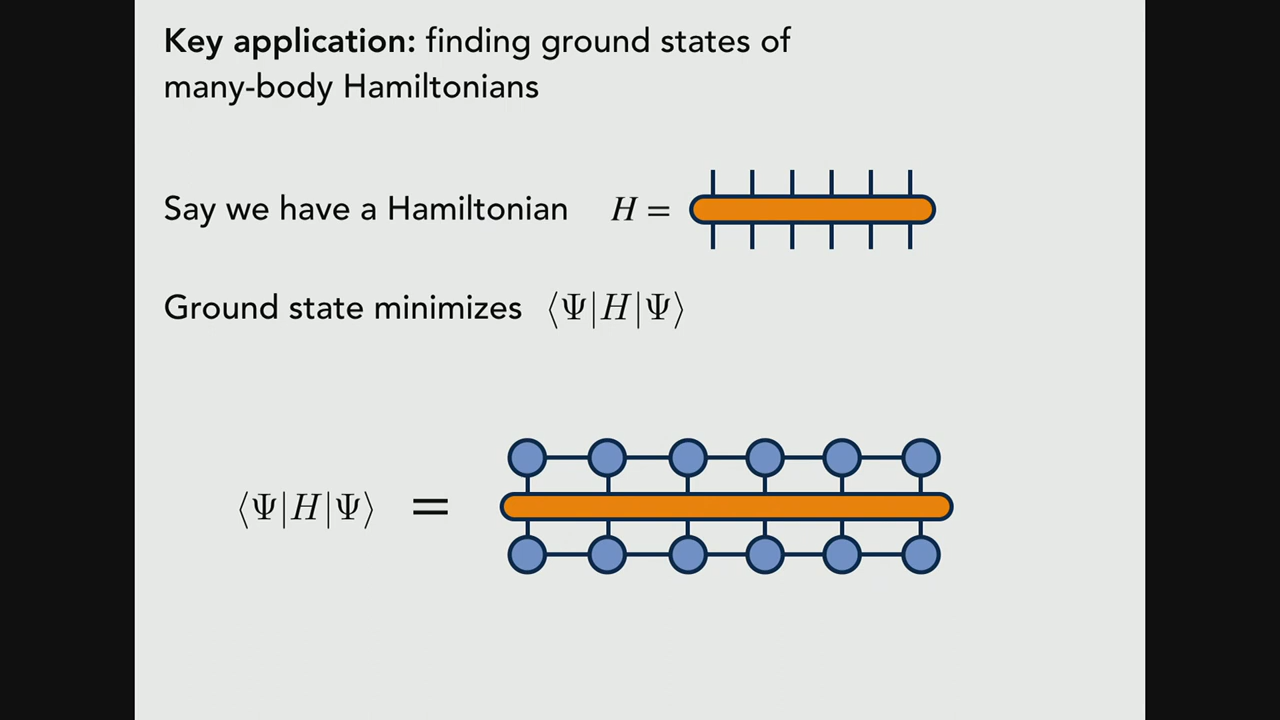 Key application: finding ground states of
many-body Hamiltonians
Say we have a Hamiltonian H =
Ground state minimizes ⟨Ψ|H|Ψ⟩
⟨Ψ|H|Ψ⟩ =